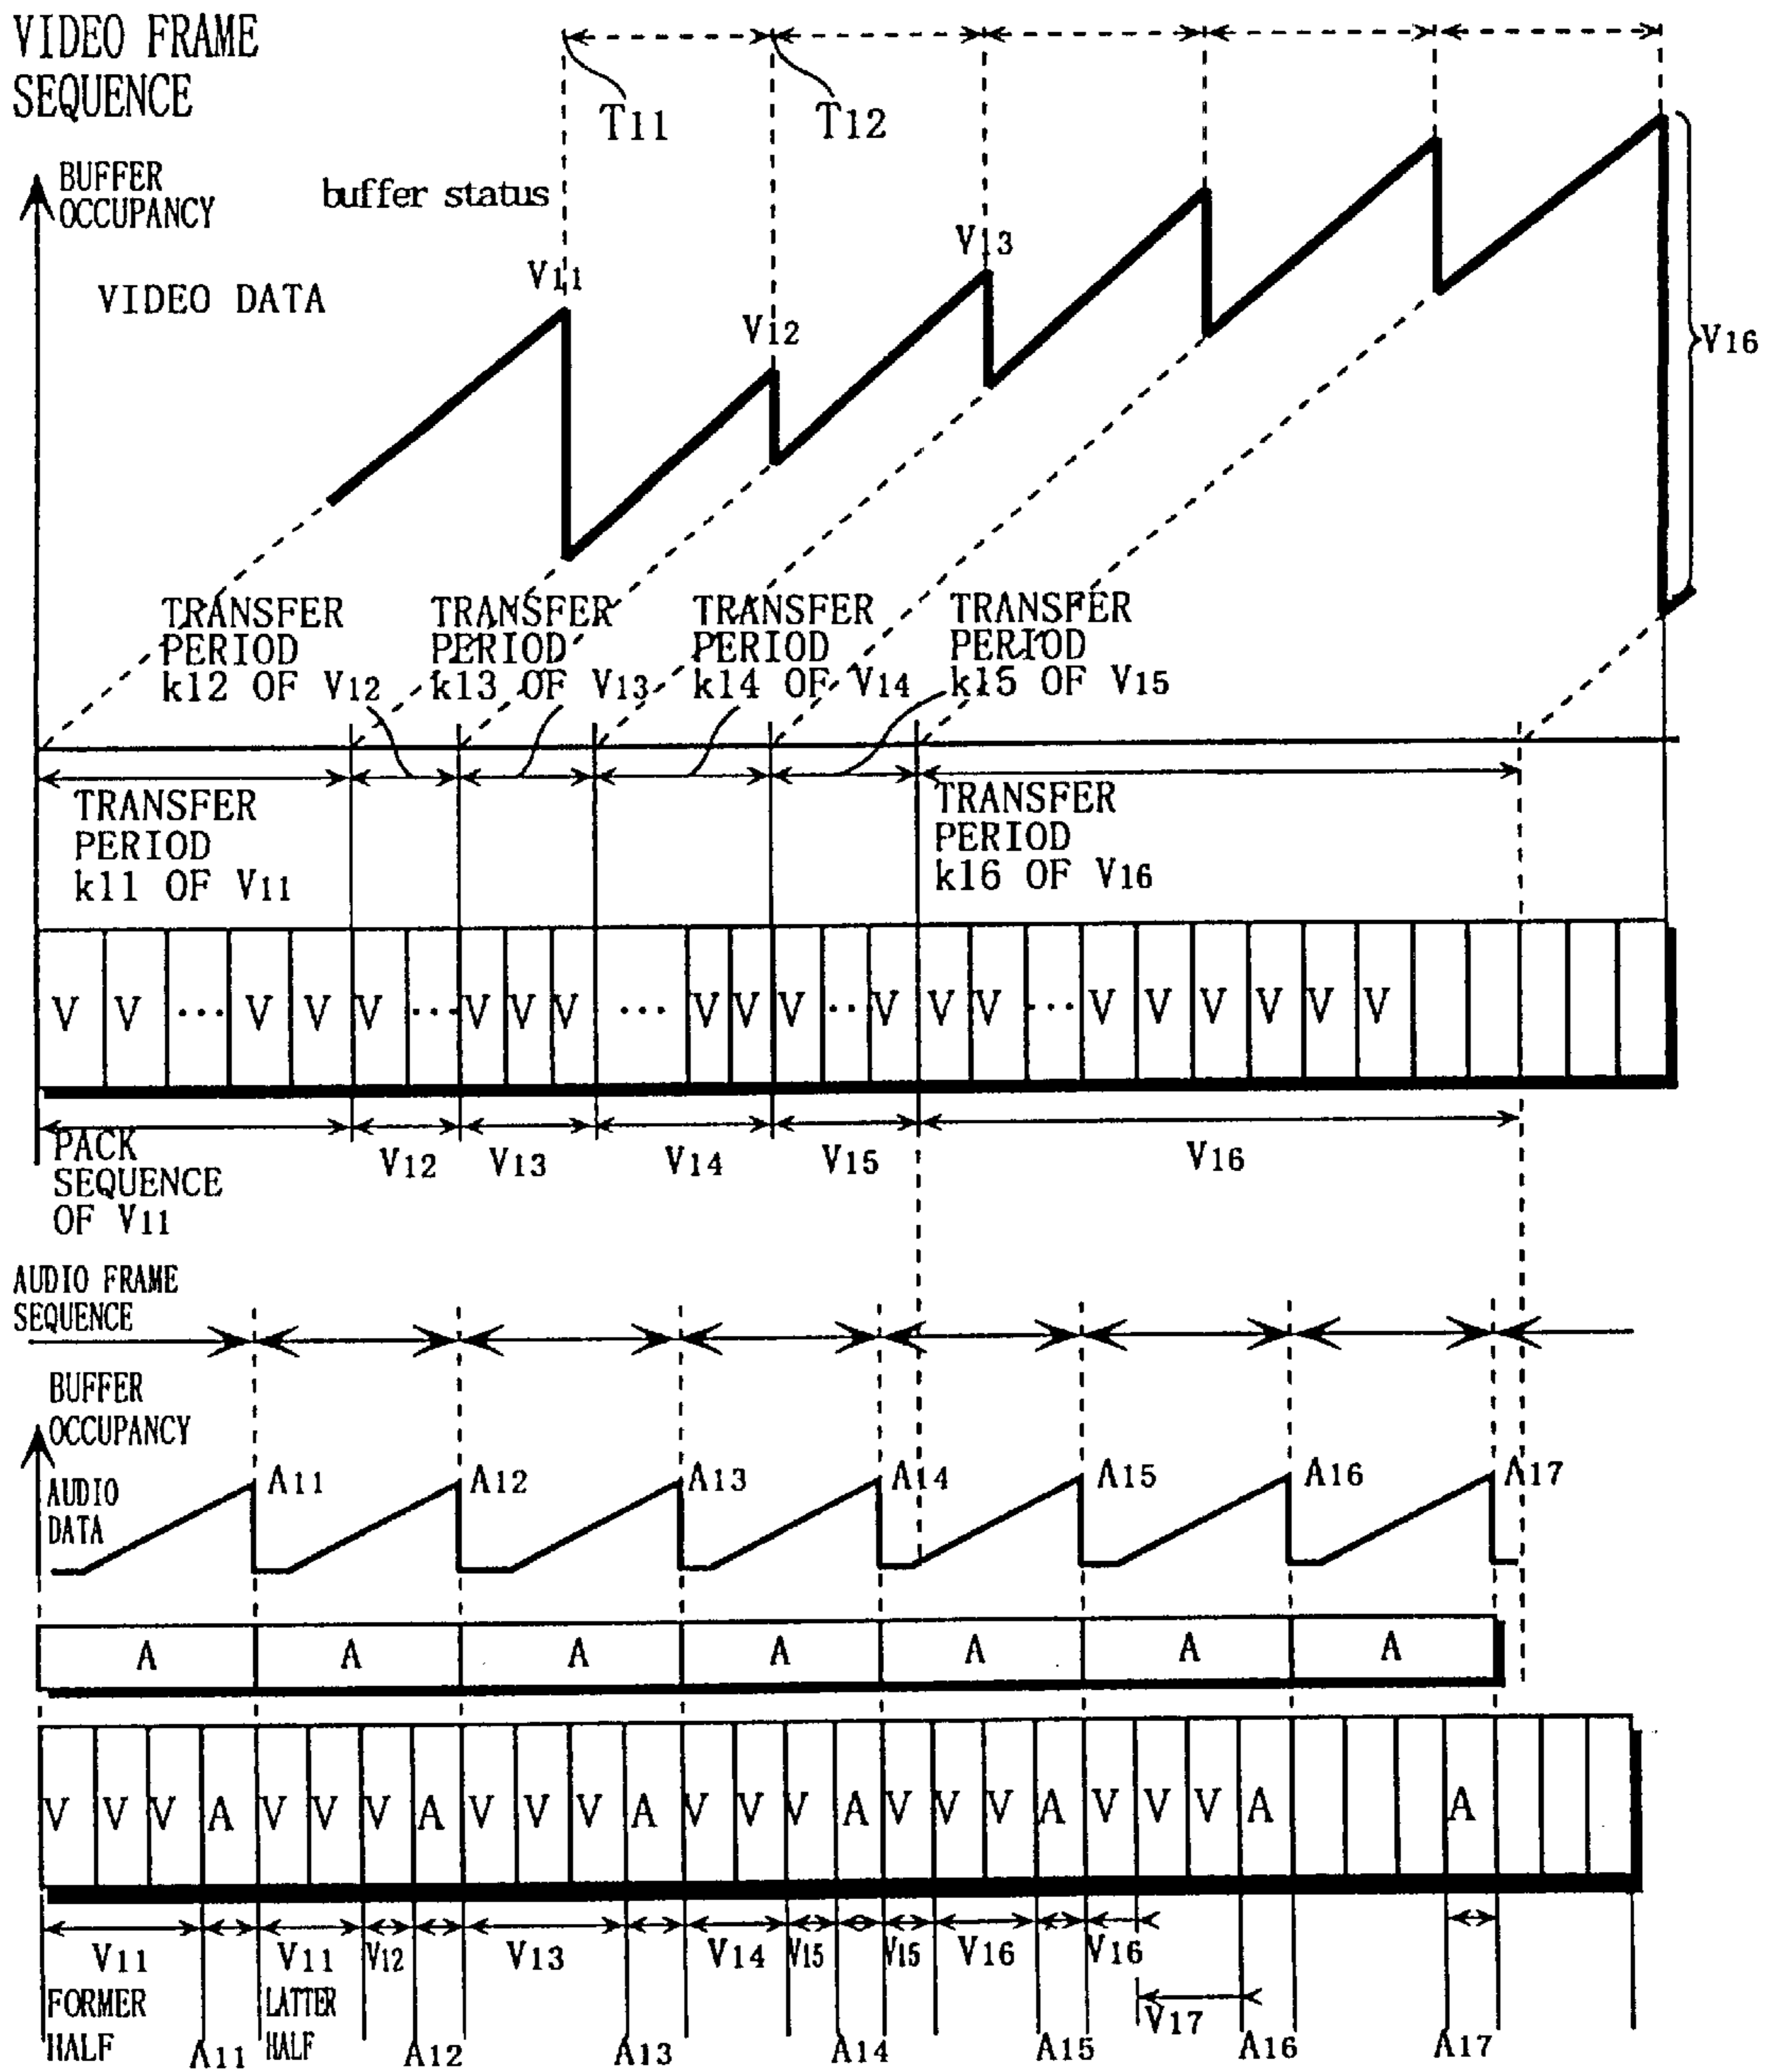 VIDEO FRAME
SEQUENCE
T11
T12
BUFFER
OCCUPANCY
buffer status
V11
V12
V13
VIDEO DATA
V16
TRANSFER
PERIOD
k12 OF V12
TRANSFER
PERIOD
k13 OF V13
TRANSFER
PERIOD
k14 OF V14
TRANSFER
PERIOD
k15 OF V15
TRANSFER
PERIOD
k11 OF V11
TRANSFER
PERIOD
k16 OF V16
V V ... V V V ... V V V ... V V V .. V V V ... V V V V V V
PACK
SEQUENCE
OF V11
V12 V13 V14 V15 V16
AUDIO FRAME
SEQUENCE
BUFFER
OCCUPANCY
AUDIO
DATA
A11 A12 A13 A14 A15 A16 A17
A A A A A A A
V V V A V V V A V V V A V V V A V V V A V V V A A
V11 V11 V12 V13 V14 V15 V15 V16 V16
FORMER
HALF
LATTER
HALF
V17
A11 A12 A13 A14 A15 A16 A17